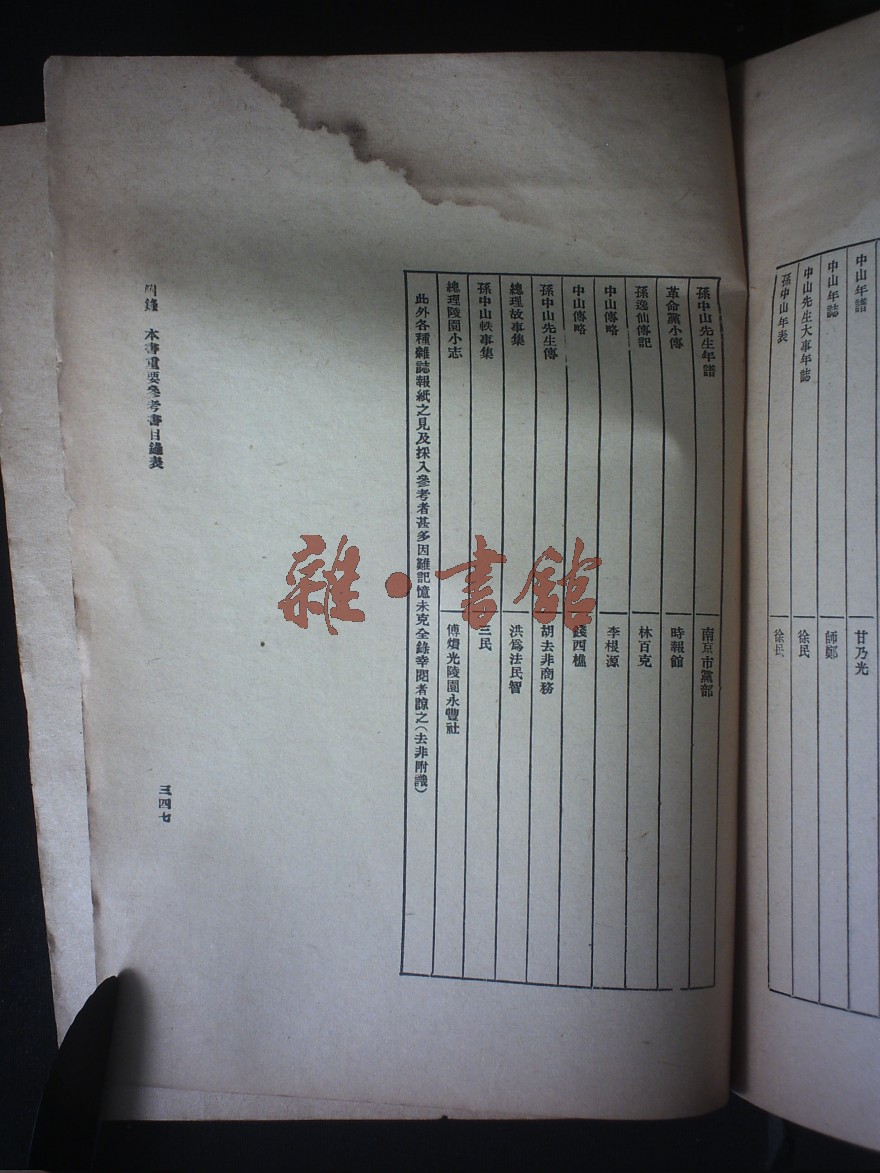 中山年譜 甘乃光
中山年誌 師鄭
中山先生大事年誌 徐民
孫中山年表 徐民
孫中山先生年譜 南京市黨部
革命黨小傳 時報館
孫逸仙傳記 林百克
中山傳略 李根源
中山傳略 錢西樵
孫中山先生傳 胡去非商務
總理故事集 洪爲法民智
孫中山軼事集 三民
總理陵園小志 傅煥光陵園永豐社
此外各種雜誌報紙之見及採入參考者甚多因難記憶未克全錄幸閱者諒之(去非附識)
附錄 本書重要參考書目錄表
三四七
雜·書館